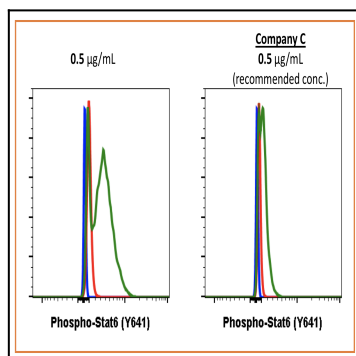 0.5 µg/mL
Company C
0.5 µg/mL
(recommended conc.)
Phospho-Stat6 (Y641)
Phospho-Stat6 (Y641)